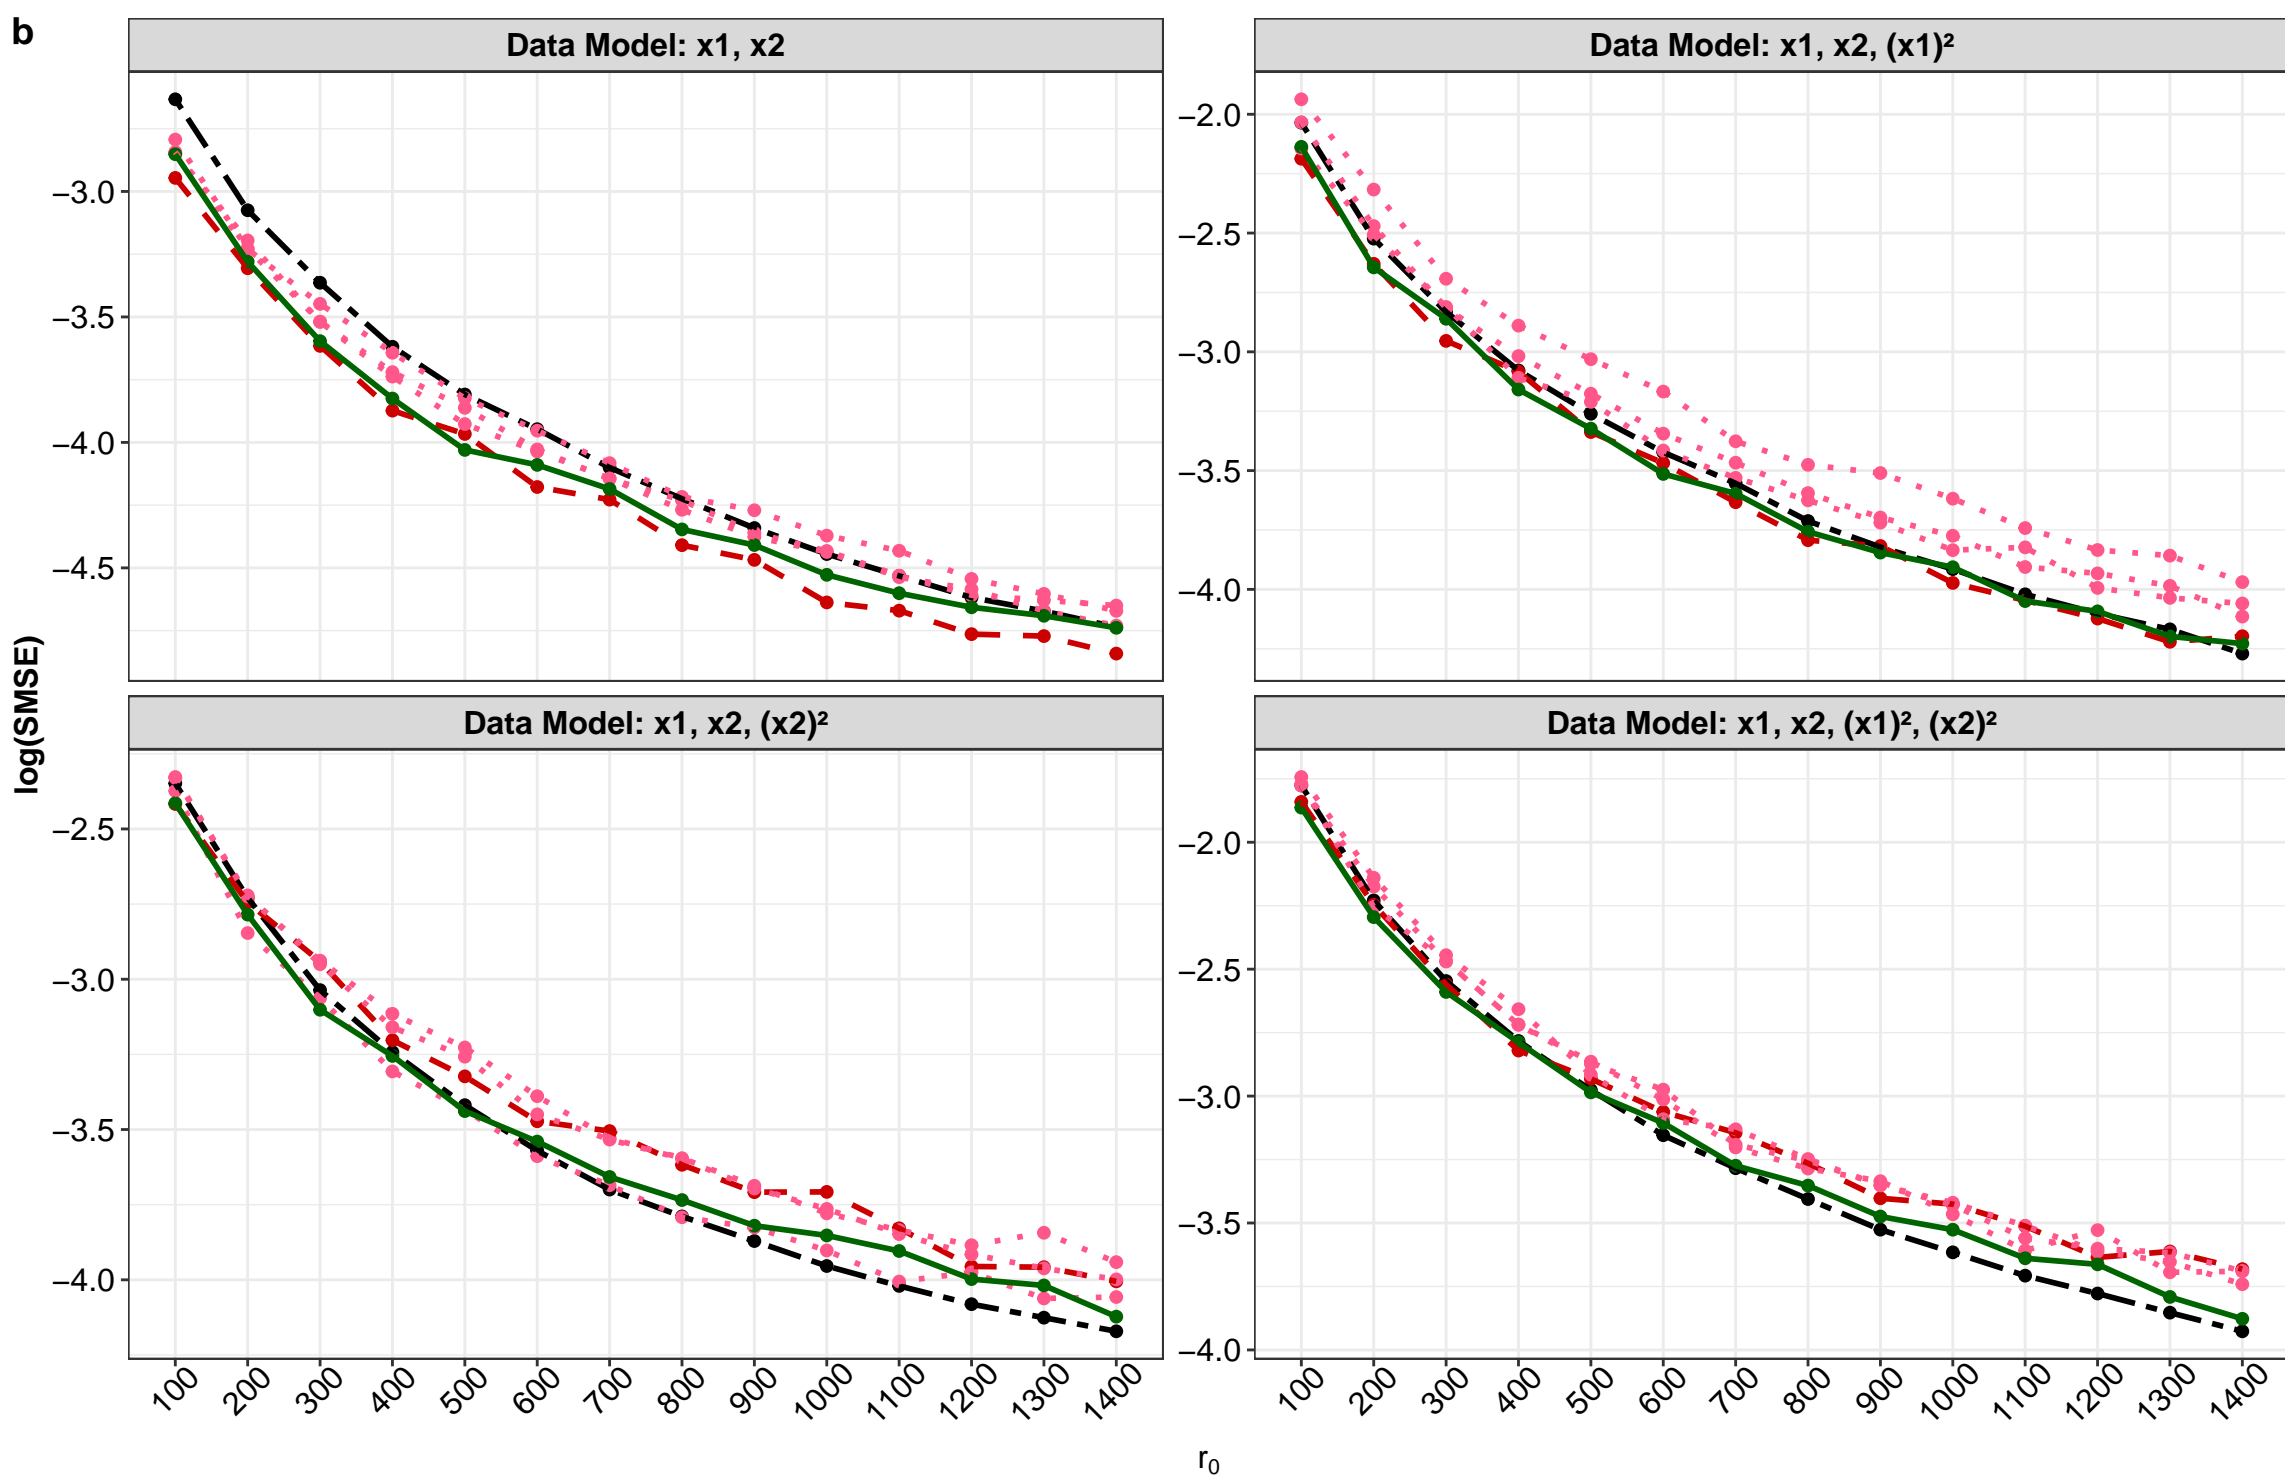 b
Data Model: x1, x2
Data Model: x1, x2, (x1)²
−3.0
−3.5
−4.0
−4.5
−2.0
−2.5
−3.0
−3.5
−4.0
log(SMSE)
Data Model: x1, x2, (x2)²
Data Model: x1, x2, (x1)², (x2)²
−2.5
−3.0
−3.5
−4.0
−2.0
−2.5
−3.0
−3.5
−4.0
100 200 300 400 500 600 700 800 900 1000 1100 1200 1300 1400
100 200 300 400 500 600 700 800 900 1000 1100 1200 1300 1400
r₀